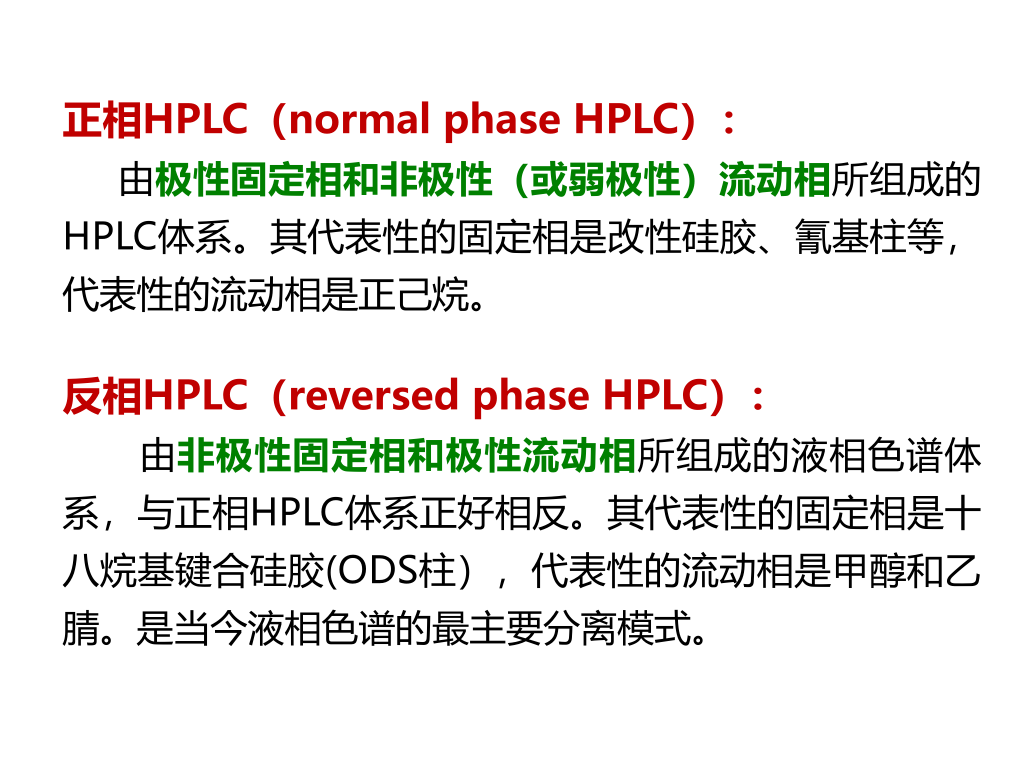 正相HPLC（normal phase HPLC）:
由极性固定相和非极性（或弱极性）流动相所组成的
HPLC体系。其代表性的固定相是改性硅胶、氰基柱等，
代表性的流动相是正己烷。
反相HPLC（reversed phase HPLC）:
由非极性固定相和极性流动相所组成的液相色谱体
系，与正相HPLC体系正好相反。其代表性的固定相是十
八烷基键合硅胶(ODS柱），代表性的流动相是甲醇和乙
腈。是当今液相色谱的最主要分离模式。